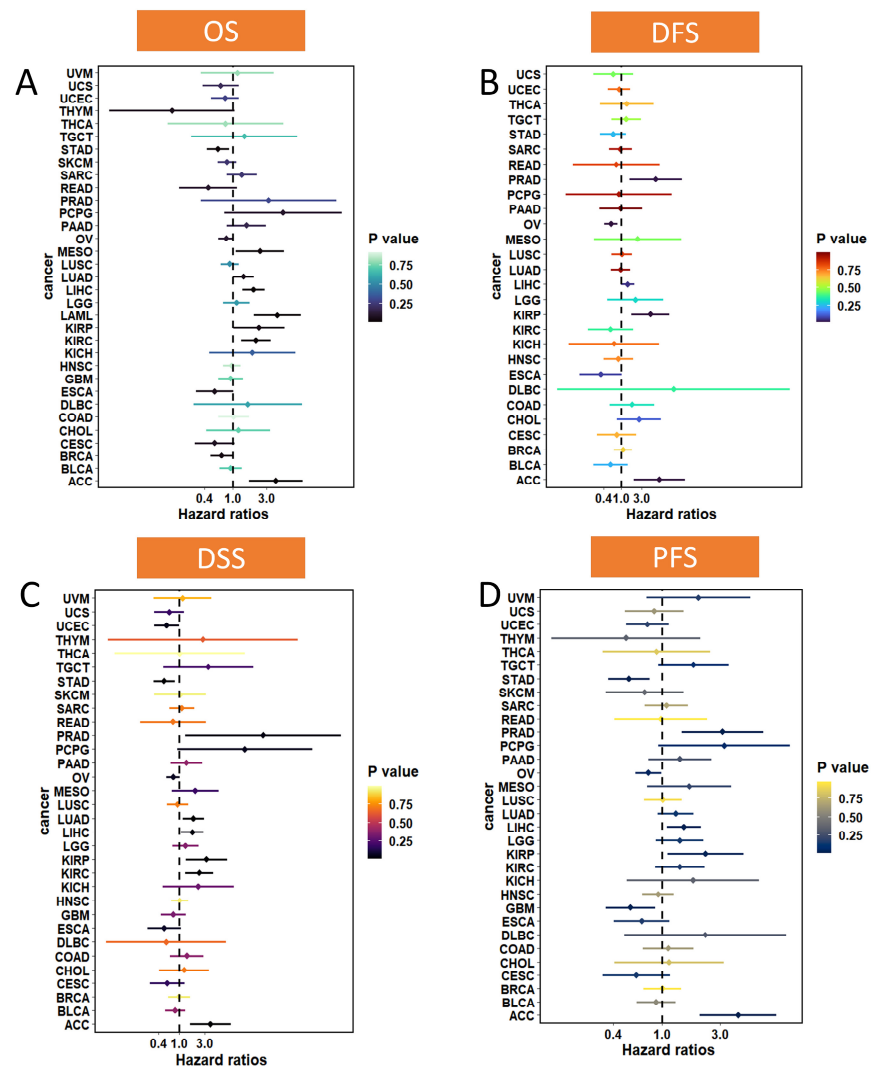 OS
A
UVM
UCS
UCEC
THYM
THCA
TGCT
STAD
SKCM
SARC
READ
PRAD
PCPG
PAAD
OV
MESO
LUSC
LUAD
LIHC
LGG
LAML
KIRP
KIRC
KICH
HNSC
GBM
ESCA
DLBC
COAD
CHOL
CESC
BRCA
BLCA
ACC
cancer
0.4 1.0 3.0
Hazard ratios
P value
0.75
0.50
0.25
DFS
B
UCS
UCEC
THCA
TGCT
STAD
SARC
READ
PRAD
PCPG
PAAD
OV
MESO
LUSC
LUAD
LIHC
LGG
KIRP
KIRC
KICH
HNSC
ESCA
DLBC
COAD
CHOL
CESC
BRCA
BLCA
ACC
cancer
0.41.0 3.0
Hazard ratios
P value
0.75
0.50
0.25
DSS
C
UVM
UCS
UCEC
THYM
THCA
TGCT
STAD
SKCM
SARC
READ
PRAD
PCPG
PAAD
OV
MESO
LUSC
LUAD
LIHC
LGG
KIRP
KIRC
KICH
HNSC
GBM
ESCA
DLBC
COAD
CHOL
CESC
BRCA
BLCA
ACC
cancer
0.4 1.0 3.0
Hazard ratios
P value
0.75
0.50
0.25
PFS
D
UVM
UCS
UCEC
THYM
THCA
TGCT
STAD
SKCM
SARC
READ
PRAD
PCPG
PAAD
OV
MESO
LUSC
LUAD
LIHC
LGG
KIRP
KIRC
KICH
HNSC
GBM
ESCA
DLBC
COAD
CHOL
CESC
BRCA
BLCA
ACC
cancer
0.4 1.0 3.0
Hazard ratios
P value
0.75
0.50
0.25